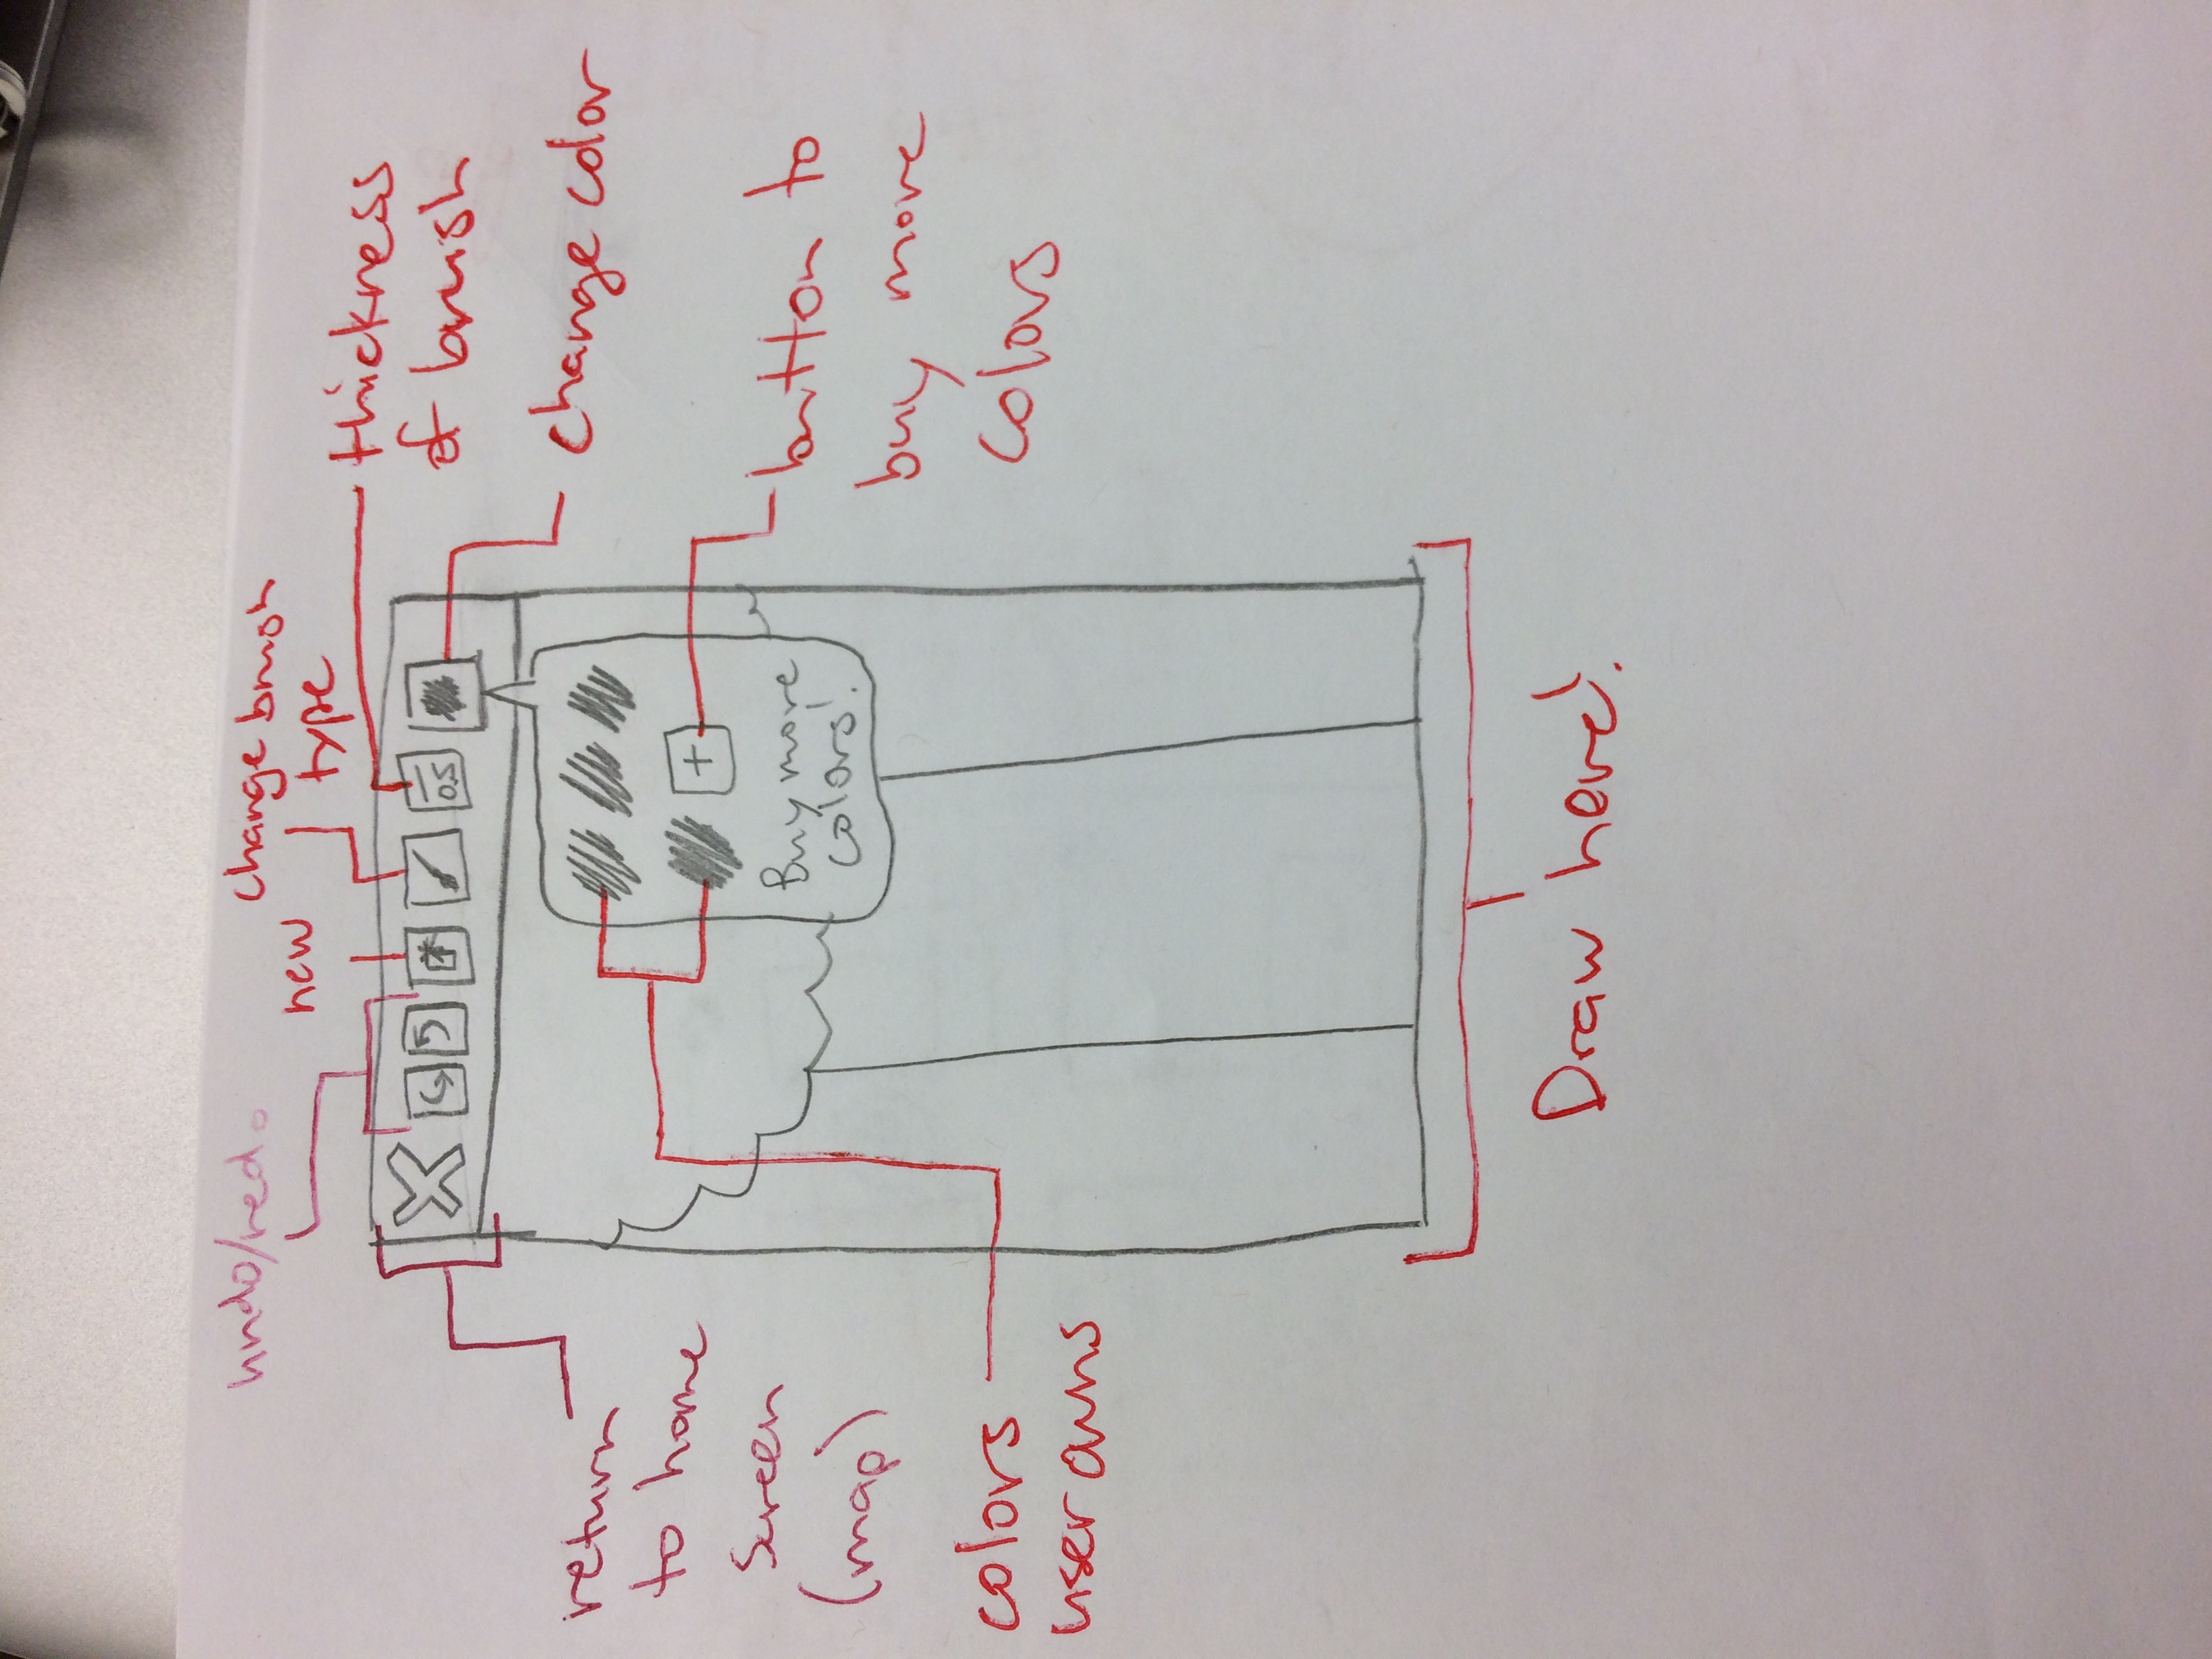 undo/redo
new
change brush
type
thickness
of brush
0.5
return
to home
screen
(map)
change color
Buy more
colors!
button to
buy more
colors
colors
user owns
Draw here!